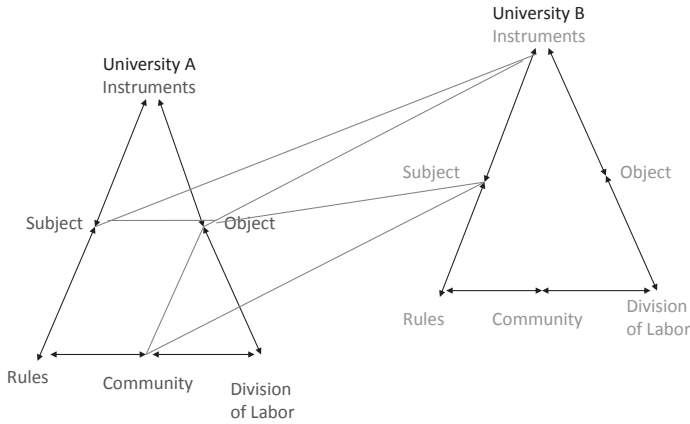 University B
Instruments
University A
Instruments
Subject
Object
Subject
Object
Rules
Community
Division
of Labor
Rules
Community
Division
of Labor